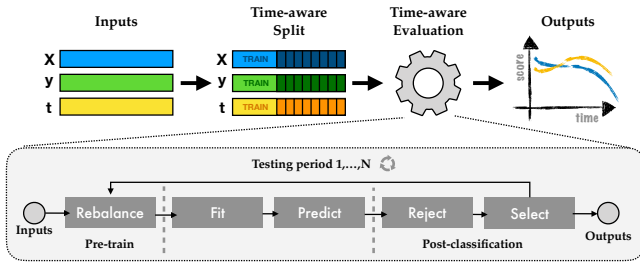 Inputs
Time-aware
Split
Time-aware
Evaluation
Outputs
X
y
t
X TRAIN
y TRAIN
t TRAIN
score
time
Testing period 1,...,N
Inputs
Rebalance
Fit
Predict
Reject
Select
Outputs
Pre-train
Post-classification